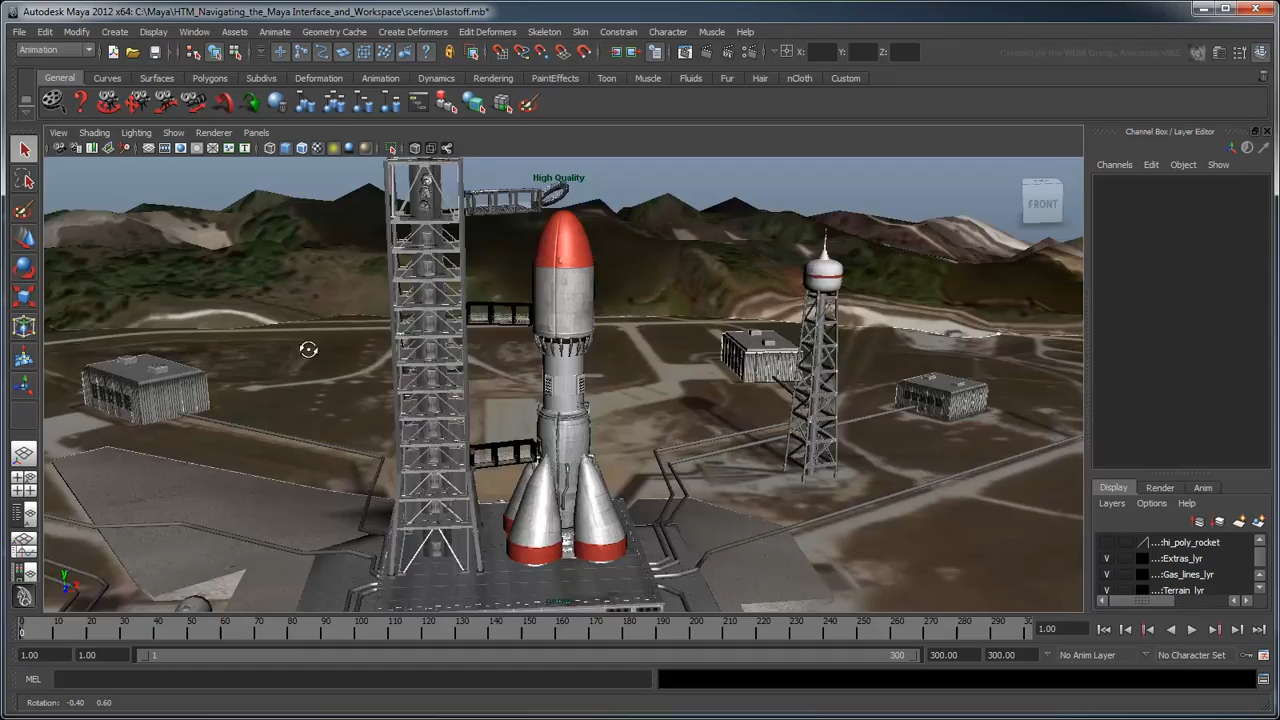 Autodesk Maya 2012 x64: C:\Maya\HTM_Navigating_the_Maya Interface_and_Workspace\scenes\blastoff.mb*
File Edit Modify Create Display Window Assets Animate Geometry Cache Create Deformers Edit Deformers Skeleton Skin Constrain Character Muscle Help
Animation X: Y: Z:
General Curves Surfaces Polygons Subdivs Deformation Animation Dynamics Rendering PaintEffects Toon Muscle Fluids Fur Hair nCloth Custom
View Shading Lighting Show Renderer Panels
Channel Box / Layer Editor
Channels Edit Object Show
High Quality
FRONT
Display Render Anim
Layers Options Help
...:hi_poly_rocket
V ...:Extras_lyr
V ...:Gas_lines_lyr
V ...:Terrain_lyr
y
0 10 20 30 40 50 60 70 80 90 100 110 120 130 140 150 160 170 180 190 200 210 220 230 240 250 260 270 280 290 30
0
1.00
1.00 1.00 1 300 300.00 300.00 No Anim Layer No Character Set
MEL
Rotation: -0.40 0.60